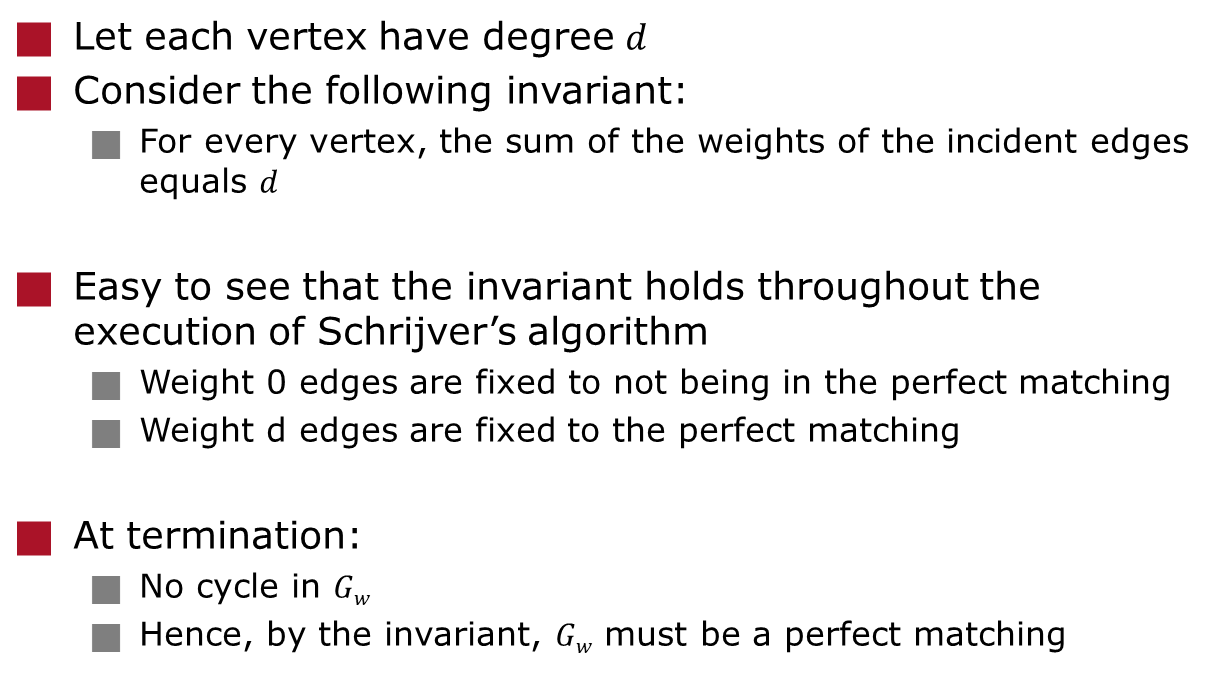 Let each vertex have degree d
Consider the following invariant:
For every vertex, the sum of the weights of the incident edges
equals d
Easy to see that the invariant holds throughout the
execution of Schrijver’s algorithm
Weight 0 edges are fixed to not being in the perfect matching
Weight d edges are fixed to the perfect matching
At termination:
No cycle in G_w
Hence, by the invariant, G_w must be a perfect matching